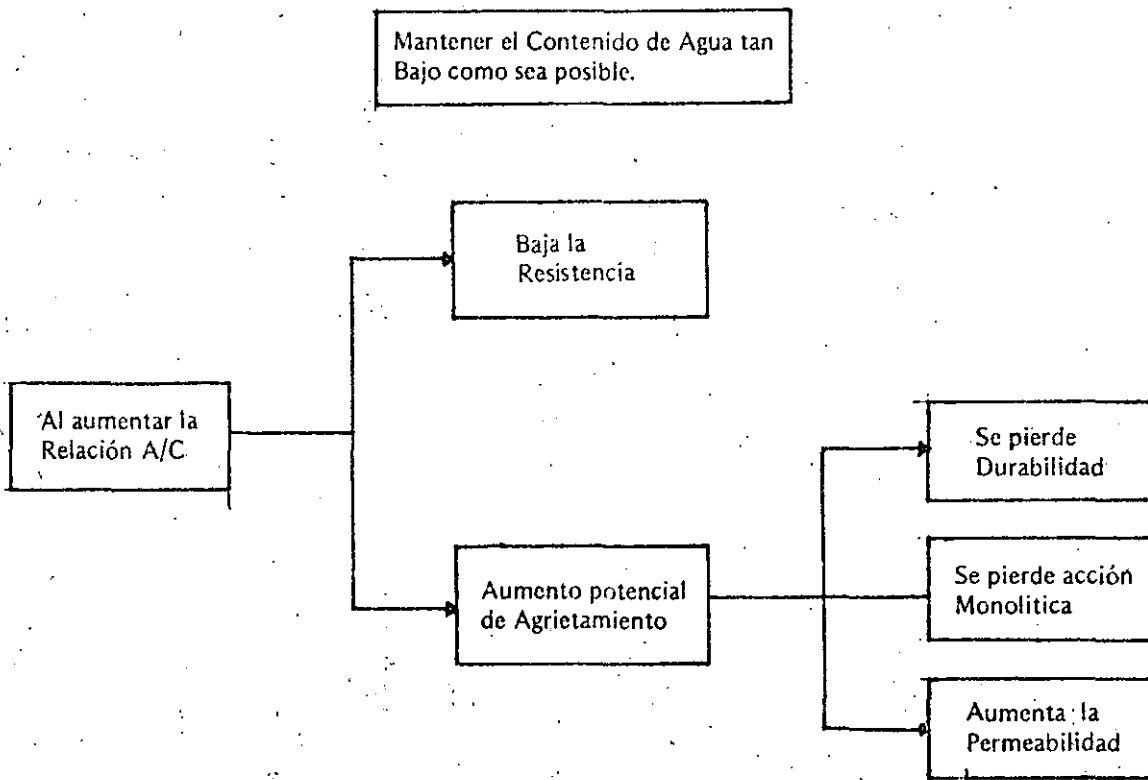 Mantener el Contenido de Agua tan
Bajo como sea posible.
Baja la
Resistencia
Al aumentar la
Relación A/C
Aumento potencial
de Agrietamiento
Se pierde
Durabilidad
Se pierde acción
Monolitica
Aumenta la
Permeabilidad